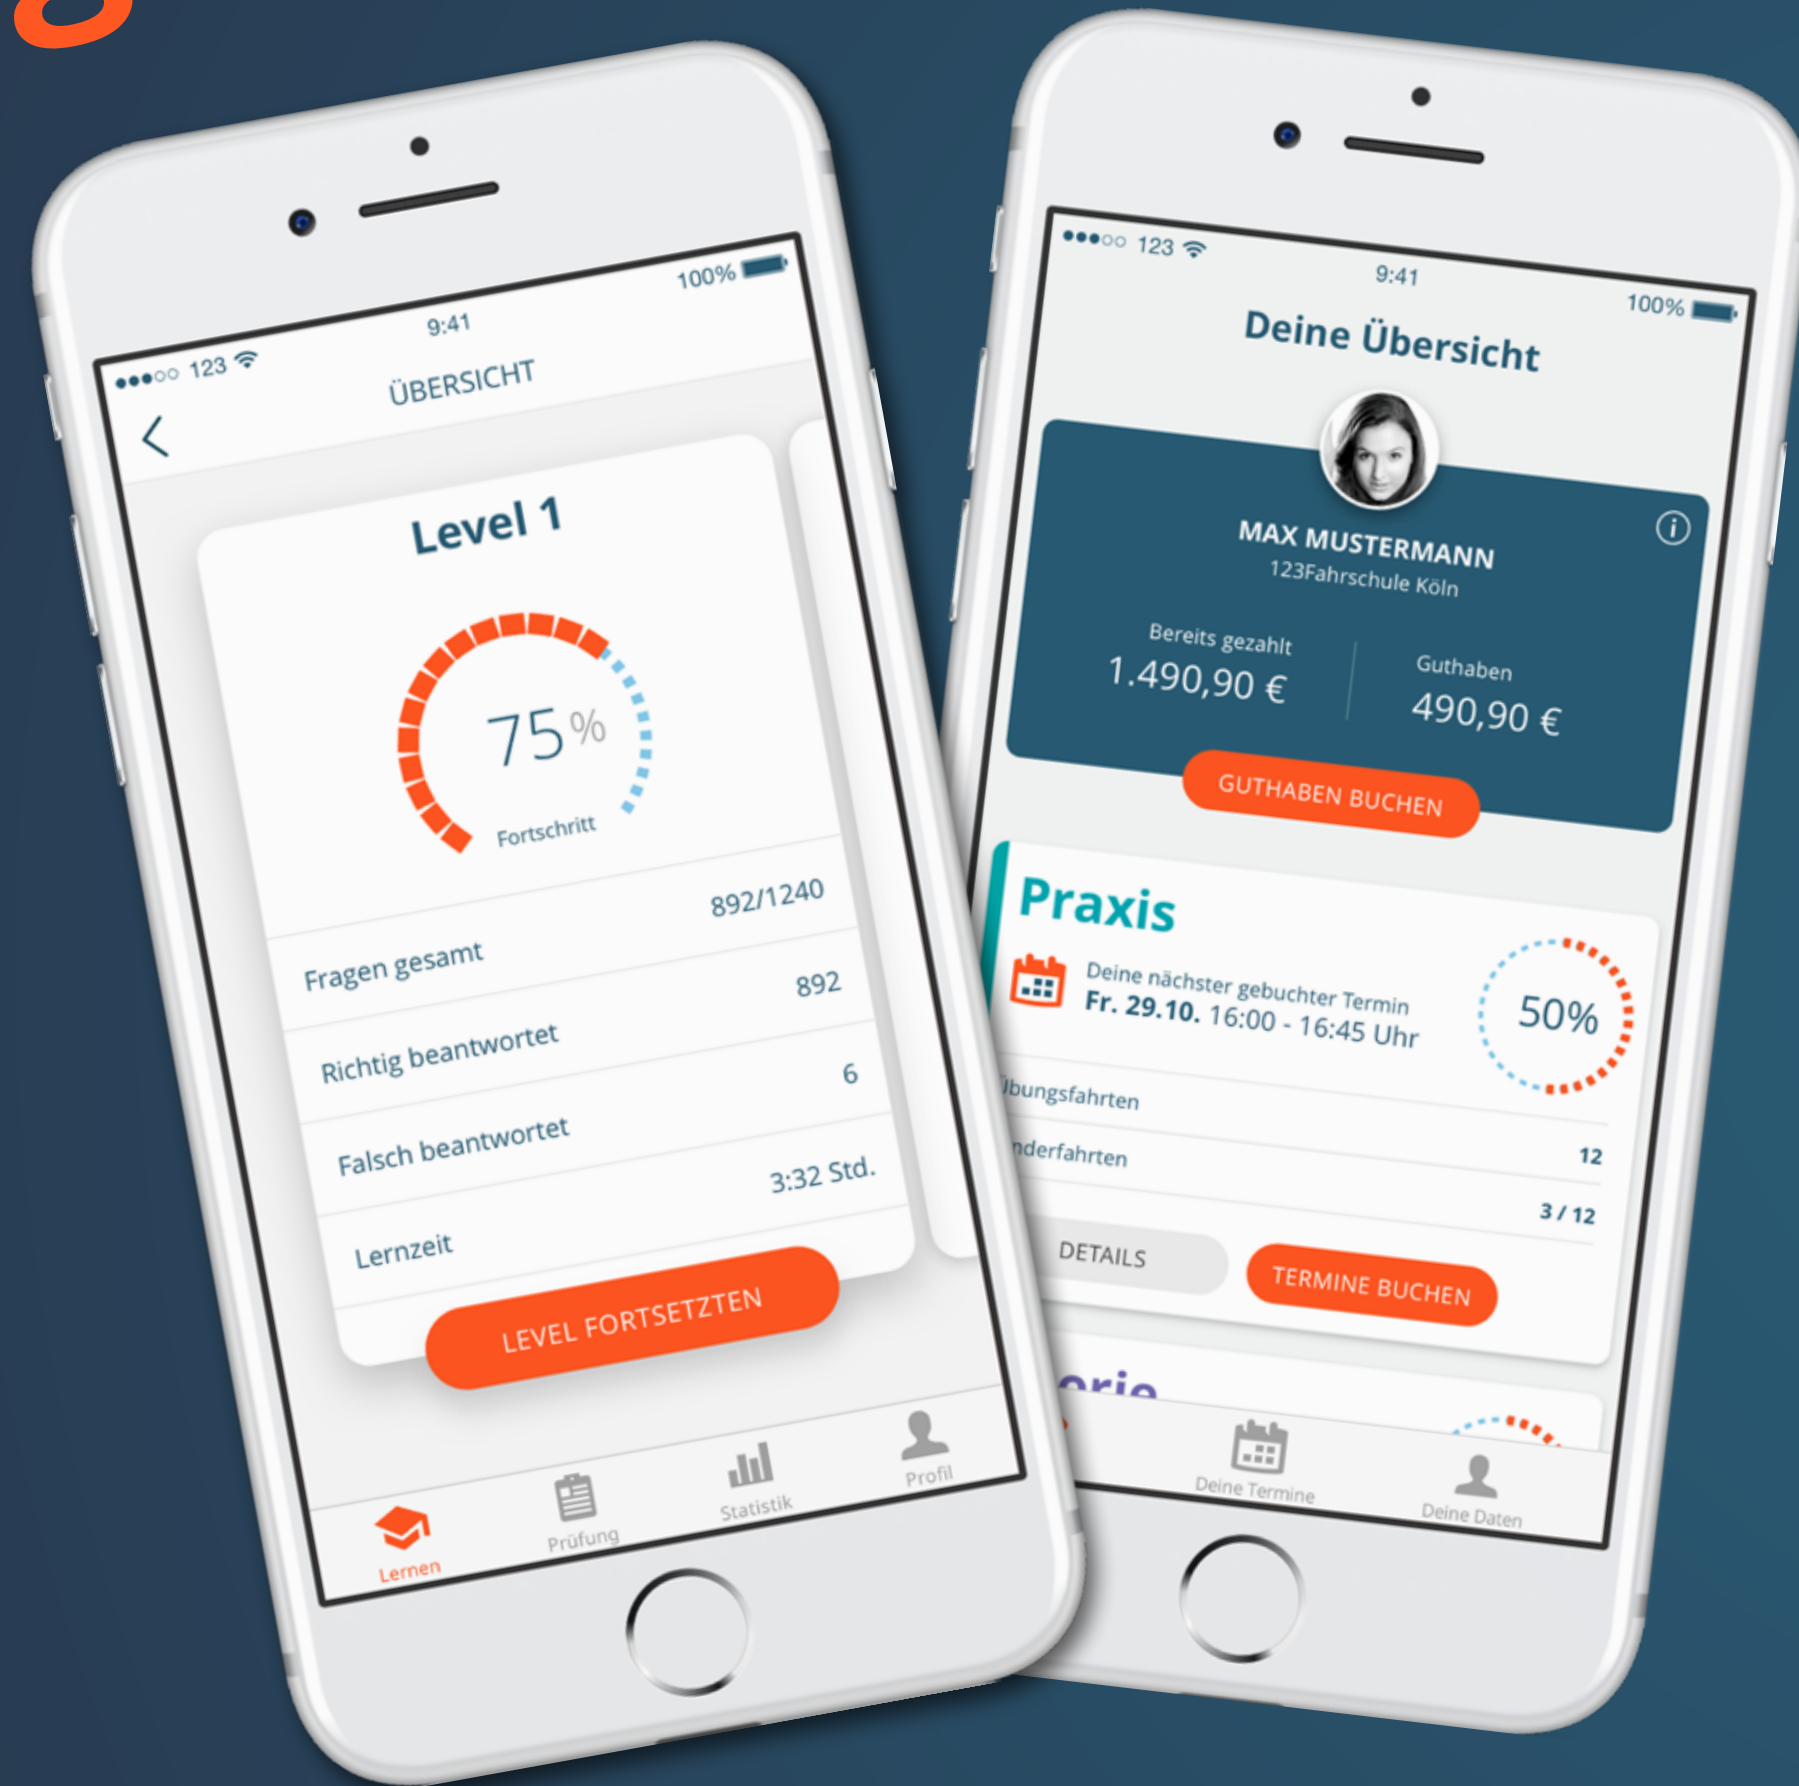 123
9:41
100%
ÜBERSICHT
Level 1
75%
Fortschritt
Fragen gesamt 892/1240
Richtig beantwortet 892
Falsch beantwortet 6
Lernzeit 3:32 Std.
LEVEL FORTSETZTEN
Lernen
Prüfung
Statistik
Profil
123
9:41
100%
Deine Übersicht
MAX MUSTERMANN
123Fahrschule Köln
Bereits gezahlt
1.490,90 €
Guthaben
490,90 €
GUTHABEN BUCHEN
Praxis
Deine nächster gebuchter Termin
Fr. 29.10. 16:00 - 16:45 Uhr
50%
Übungsfahrten 12
nderfahrten 3 / 12
DETAILS
TERMINE BUCHEN
orie
Deine Termine
Deine Daten